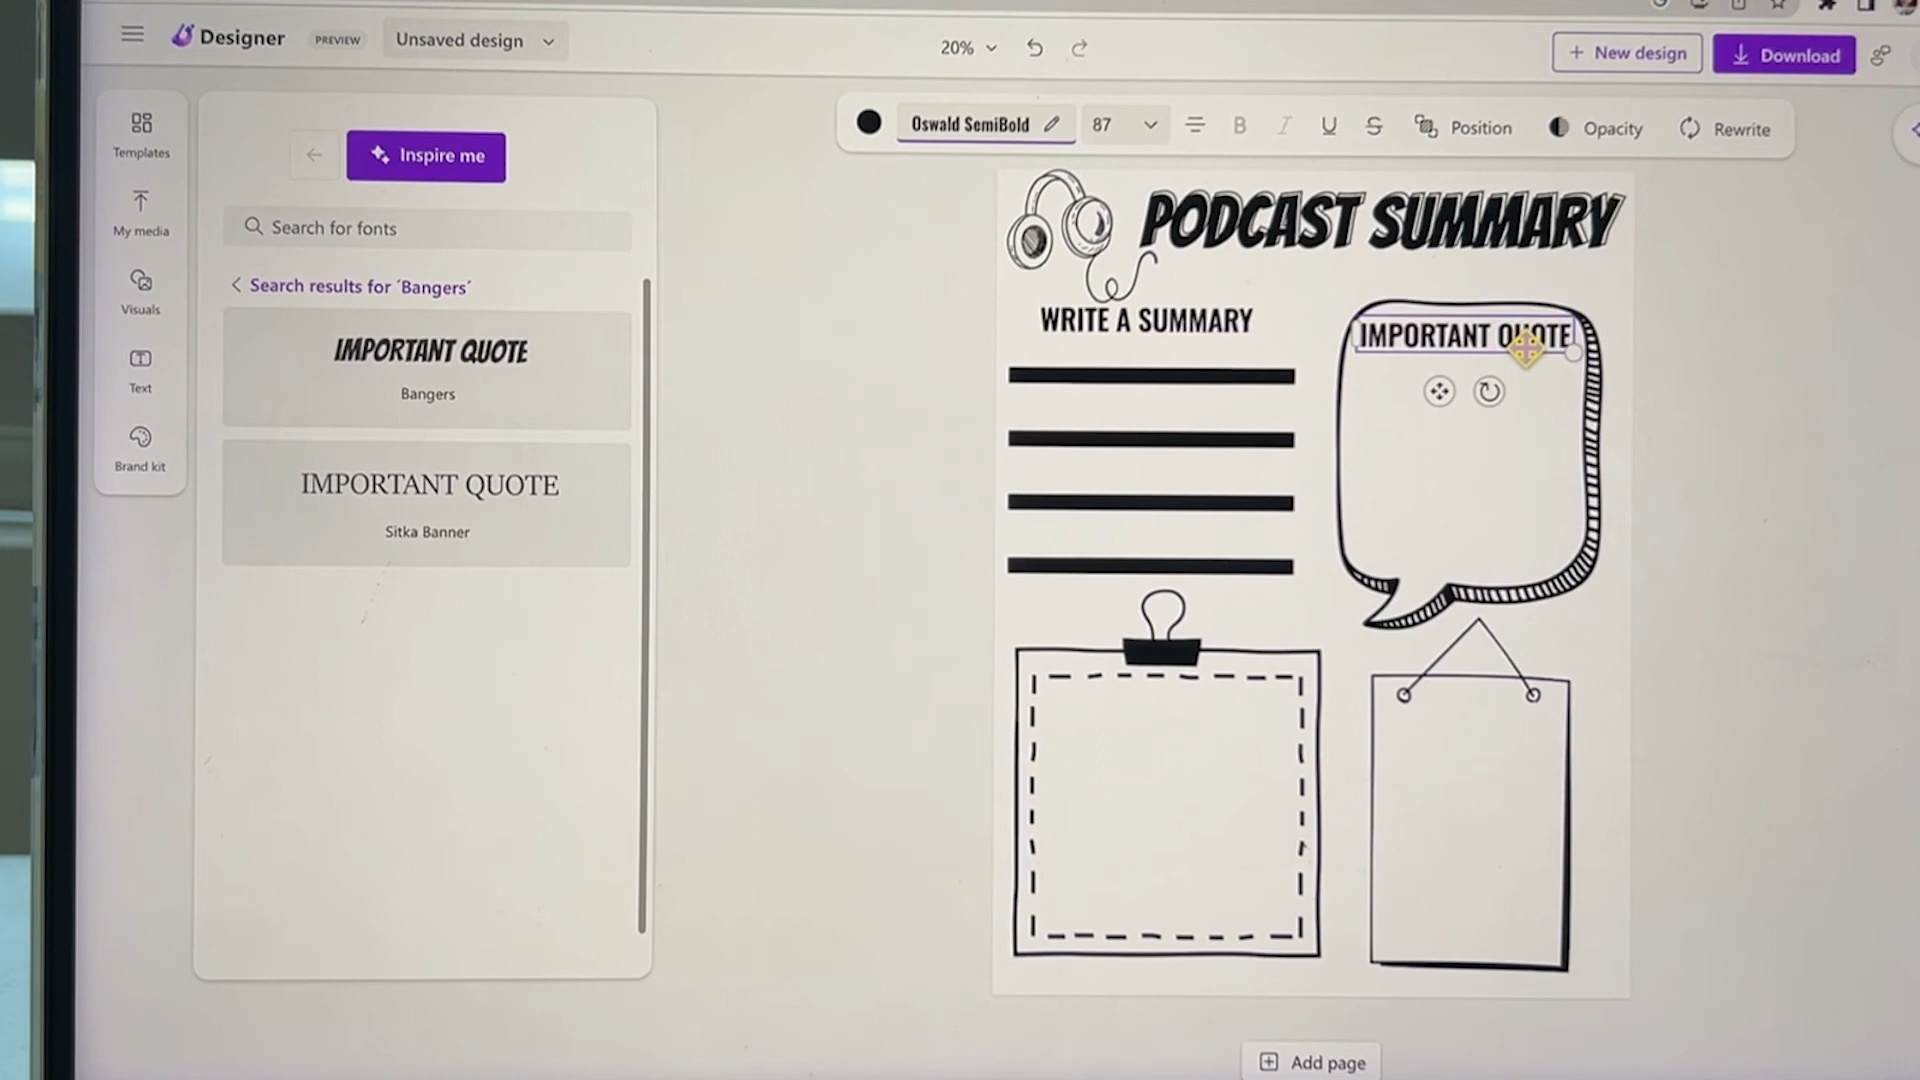 Designer PREVIEW Unsaved design 20% + New design Download
Templates
My media
Visuals
Text
Brand kit
Inspire me
Search for fonts
Search results for ´Bangers´
IMPORTANT QUOTE
Bangers
IMPORTANT QUOTE
Sitka Banner
Oswald SemiBold 87 B I U S Position Opacity Rewrite
PODCAST SUMMARY
WRITE A SUMMARY
IMPORTANT QUOTE
Add page